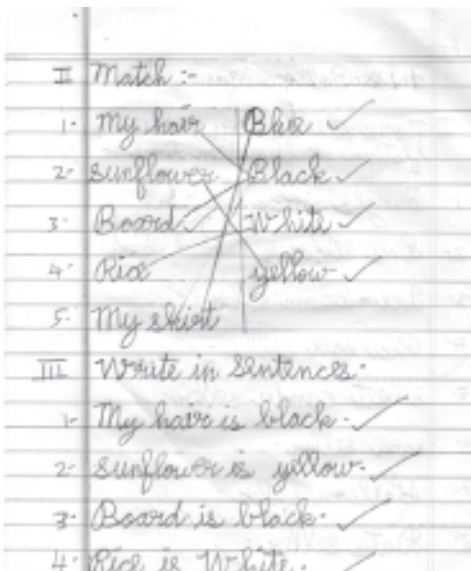 II Match :-
1. My hair Blue
2. Sunflower Black
3. Board White
4. Rice yellow
5. My skirt
III Write in Sentences.
1. My hair is black.
2. Sunflower is yellow.
3. Board is black.
4. Rice is White.